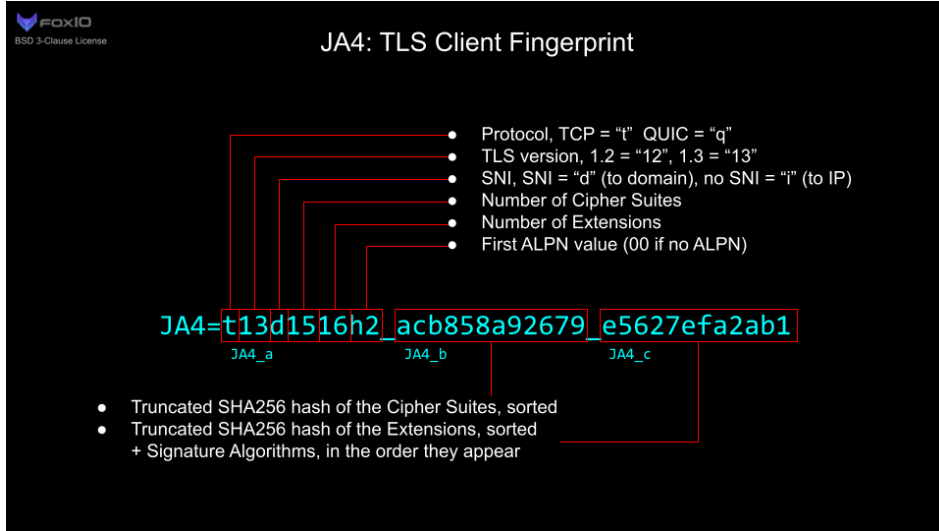 FOXIO
BSD 3-Clause License
JA4: TLS Client Fingerprint
● Protocol, TCP = “t” QUIC = “q”
● TLS version, 1.2 = “12”, 1.3 = “13”
● SNI, SNI = “d” (to domain), no SNI = “i” (to IP)
● Number of Cipher Suites
● Number of Extensions
● First ALPN value (00 if no ALPN)
JA4=t13d1516h2_acb858a92679_e5627efa2ab1
JA4_a JA4_b JA4_c
● Truncated SHA256 hash of the Cipher Suites, sorted
● Truncated SHA256 hash of the Extensions, sorted
+ Signature Algorithms, in the order they appear